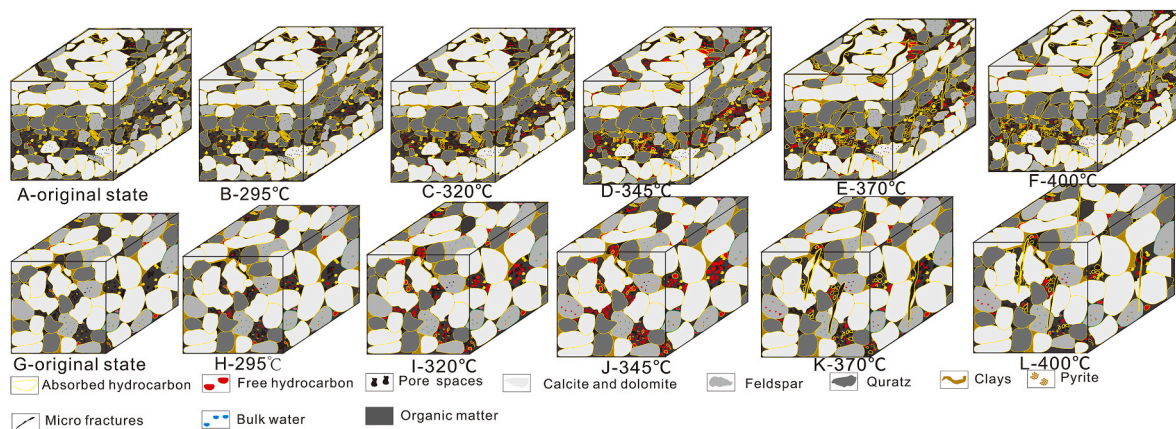 A-original state
B-295℃
C-320℃
D-345℃
E-370℃
F-400℃
G-original state
H-295℃
I-320℃
J-345℃
K-370℃
L-400℃
Absorbed hydrocarbon
Free hydrocarbon
Pore spaces
Calcite and dolomite
Feldspar
Quratz
Clays
Pyrite
Micro fractures
Bulk water
Organic matter